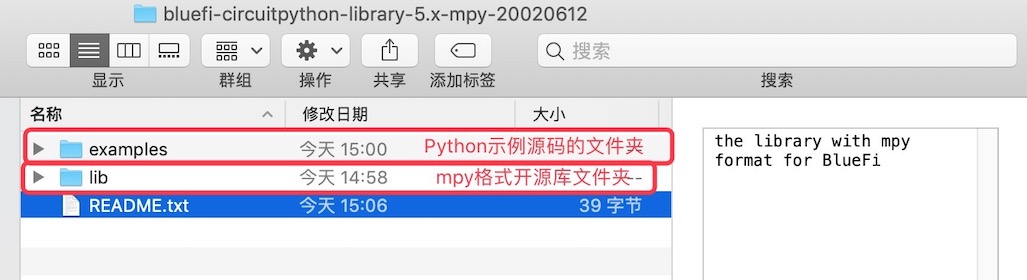 bluefi-circuitpython-library-5.x-mpy-20020612
搜索
显示 群组 操作 共享 添加标签 搜索
名称 修改日期 大小
examples 今天 15:00 Python示例源码的文件夹
lib 今天 14:58 mpy格式开源库文件夹--
README.txt 今天 15:06 39 字节
the library with mpy
format for BlueFi